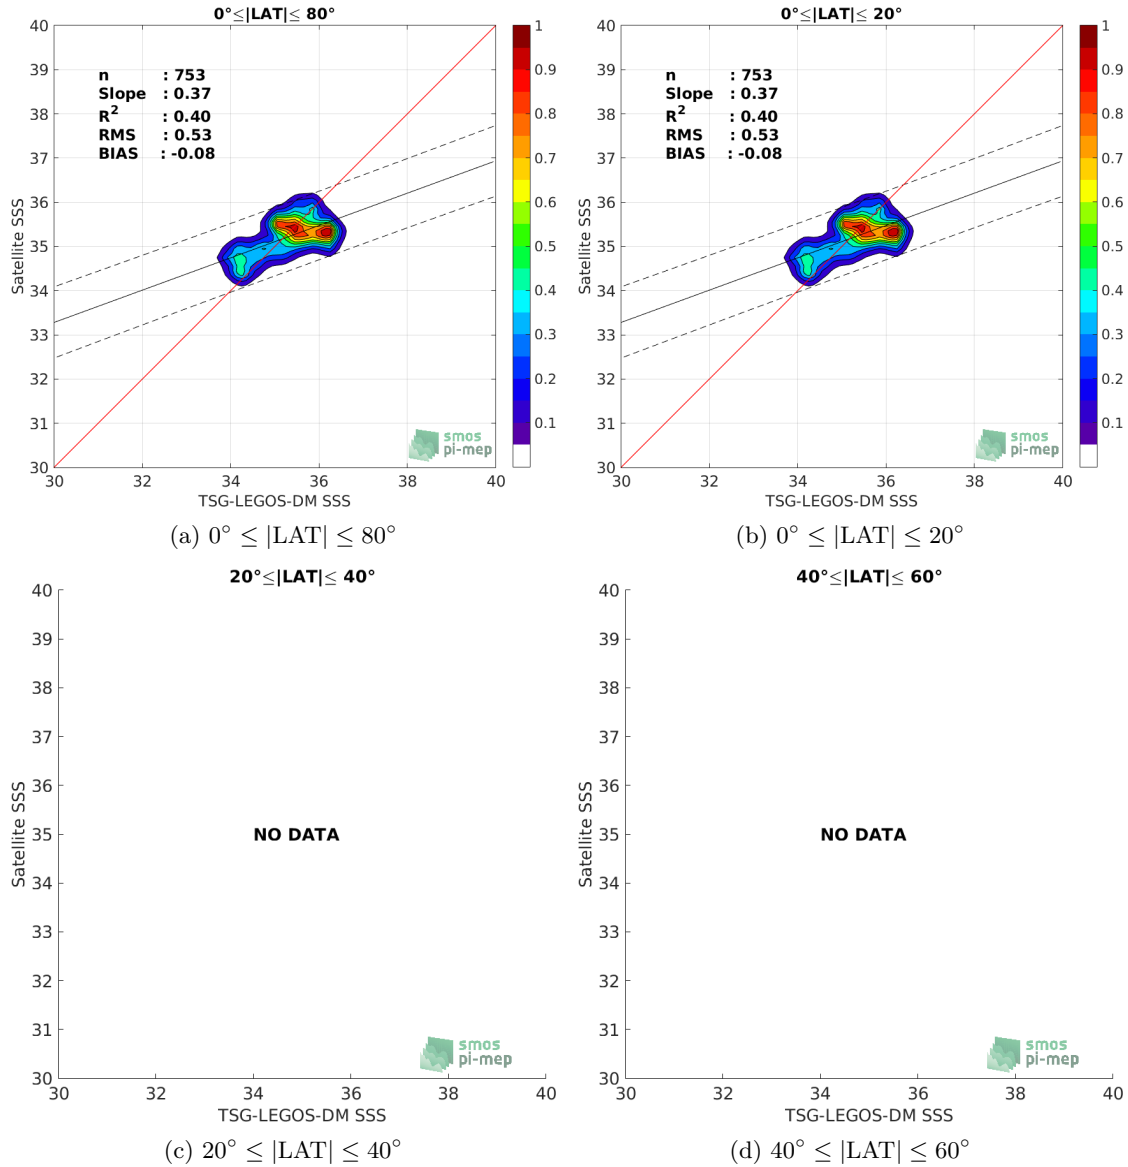 0°≤|LAT|≤ 80°
40
39
38
37
36
35
34
33
32
31
30
Satellite SSS
n : 753
Slope : 0.37
R² : 0.40
RMS : 0.53
BIAS : -0.08
smos
pi-mep
30 32 34 36 38 40
TSG-LEGOS-DM SSS
1
0.9
0.8
0.7
0.6
0.5
0.4
0.3
0.2
0.1
(a) 0° ≤ |LAT| ≤ 80°
0°≤|LAT|≤ 20°
40
39
38
37
36
35
34
33
32
31
30
Satellite SSS
n : 753
Slope : 0.37
R² : 0.40
RMS : 0.53
BIAS : -0.08
smos
pi-mep
30 32 34 36 38 40
TSG-LEGOS-DM SSS
1
0.9
0.8
0.7
0.6
0.5
0.4
0.3
0.2
0.1
(b) 0° ≤ |LAT| ≤ 20°
20°≤|LAT|≤ 40°
40
39
38
37
36
35
34
33
32
31
30
Satellite SSS
NO DATA
smos
pi-mep
30 32 34 36 38 40
TSG-LEGOS-DM SSS
(c) 20° ≤ |LAT| ≤ 40°
40°≤|LAT|≤ 60°
40
39
38
37
36
35
34
33
32
31
30
Satellite SSS
NO DATA
smos
pi-mep
30 32 34 36 38 40
TSG-LEGOS-DM SSS
(d) 40° ≤ |LAT| ≤ 60°